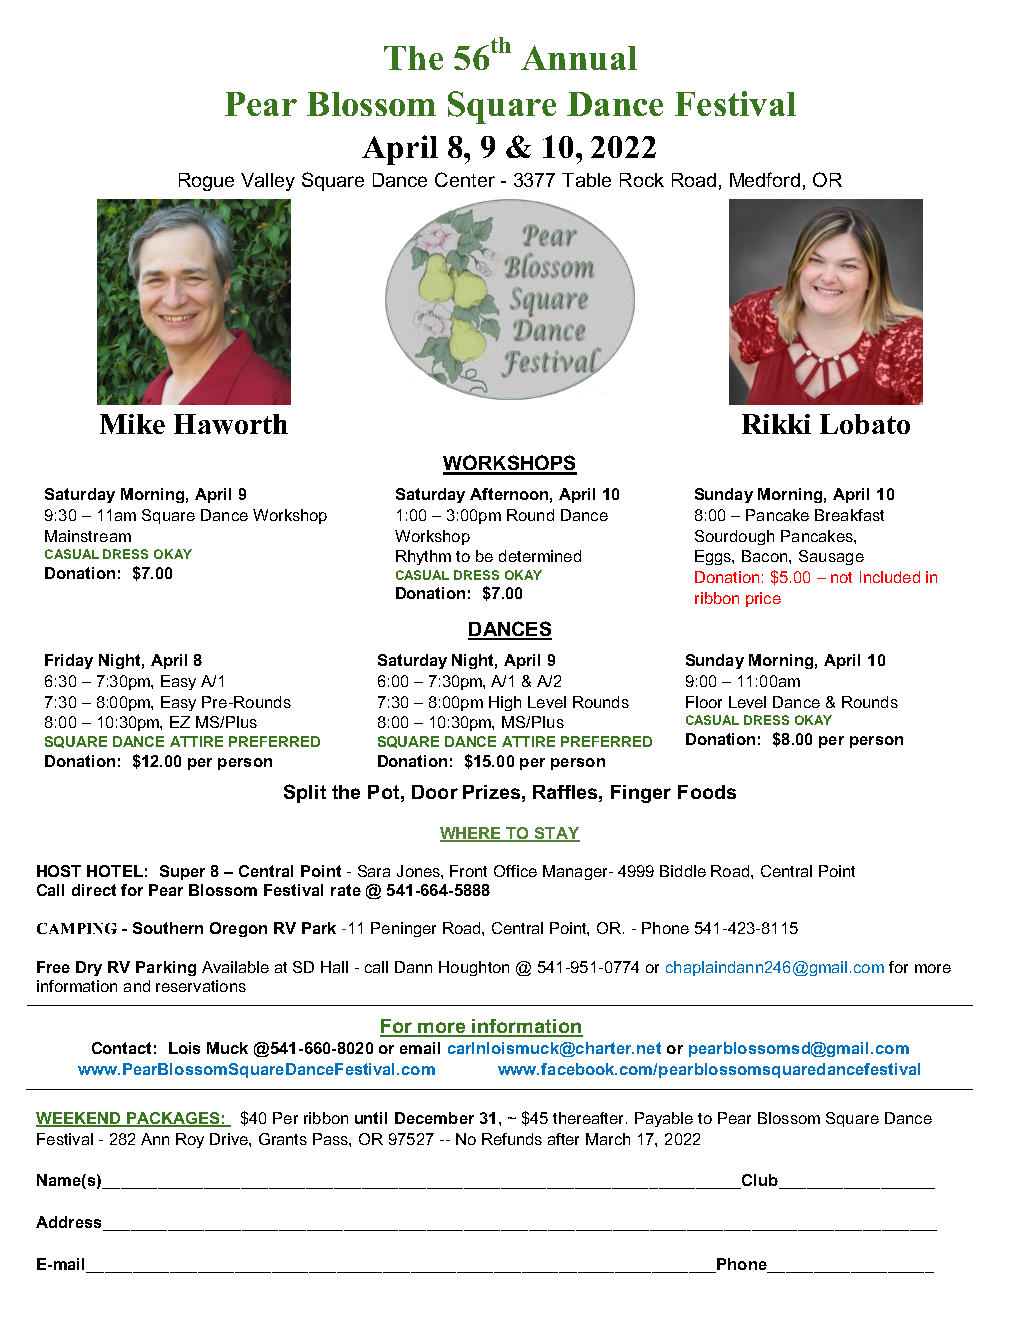 The 56th Annual
Pear Blossom Square Dance Festival
April 8, 9 & 10, 2022
Rogue Valley Square Dance Center - 3377 Table Rock Road, Medford, OR
Pear
Blossom
Square
Dance
Festival
Mike Haworth
Rikki Lobato
WORKSHOPS
Saturday Morning, April 9
9:30 – 11am Square Dance Workshop
Mainstream
CASUAL DRESS OKAY
Donation: $7.00
Saturday Afternoon, April 10
1:00 – 3:00pm Round Dance
Workshop
Rhythm to be determined
CASUAL DRESS OKAY
Donation: $7.00
Sunday Morning, April 10
8:00 – Pancake Breakfast
Sourdough Pancakes,
Eggs, Bacon, Sausage
Donation: $5.00 – not Included in
ribbon price
DANCES
Friday Night, April 8
6:30 – 7:30pm, Easy A/1
7:30 – 8:00pm, Easy Pre-Rounds
8:00 – 10:30pm, EZ MS/Plus
SQUARE DANCE ATTIRE PREFERRED
Donation: $12.00 per person
Saturday Night, April 9
6:00 – 7:30pm, A/1 & A/2
7:30 – 8:00pm High Level Rounds
8:00 – 10:30pm, MS/Plus
SQUARE DANCE ATTIRE PREFERRED
Donation: $15.00 per person
Sunday Morning, April 10
9:00 – 11:00am
Floor Level Dance & Rounds
CASUAL DRESS OKAY
Donation: $8.00 per person
Split the Pot, Door Prizes, Raffles, Finger Foods
WHERE TO STAY
HOST HOTEL: Super 8 – Central Point - Sara Jones, Front Office Manager- 4999 Biddle Road, Central Point
Call direct for Pear Blossom Festival rate @ 541-664-5888
CAMPING - Southern Oregon RV Park -11 Peninger Road, Central Point, OR. - Phone 541-423-8115
Free Dry RV Parking Available at SD Hall - call Dann Houghton @ 541-951-0774 or chaplaindann246@gmail.com for more
information and reservations
For more information
Contact: Lois Muck @541-660-8020 or email carlnloismuck@charter.net or pearblossomsd@gmail.com
www.PearBlossomSquareDanceFestival.com www.facebook.com/pearblossomsquaredancefestival
WEEKEND PACKAGES: $40 Per ribbon until December 31, ~ $45 thereafter. Payable to Pear Blossom Square Dance
Festival - 282 Ann Roy Drive, Grants Pass, OR 97527 -- No Refunds after March 17, 2022
Name(s)____________________Club____________________
Address____________________
E-mail____________________Phone____________________